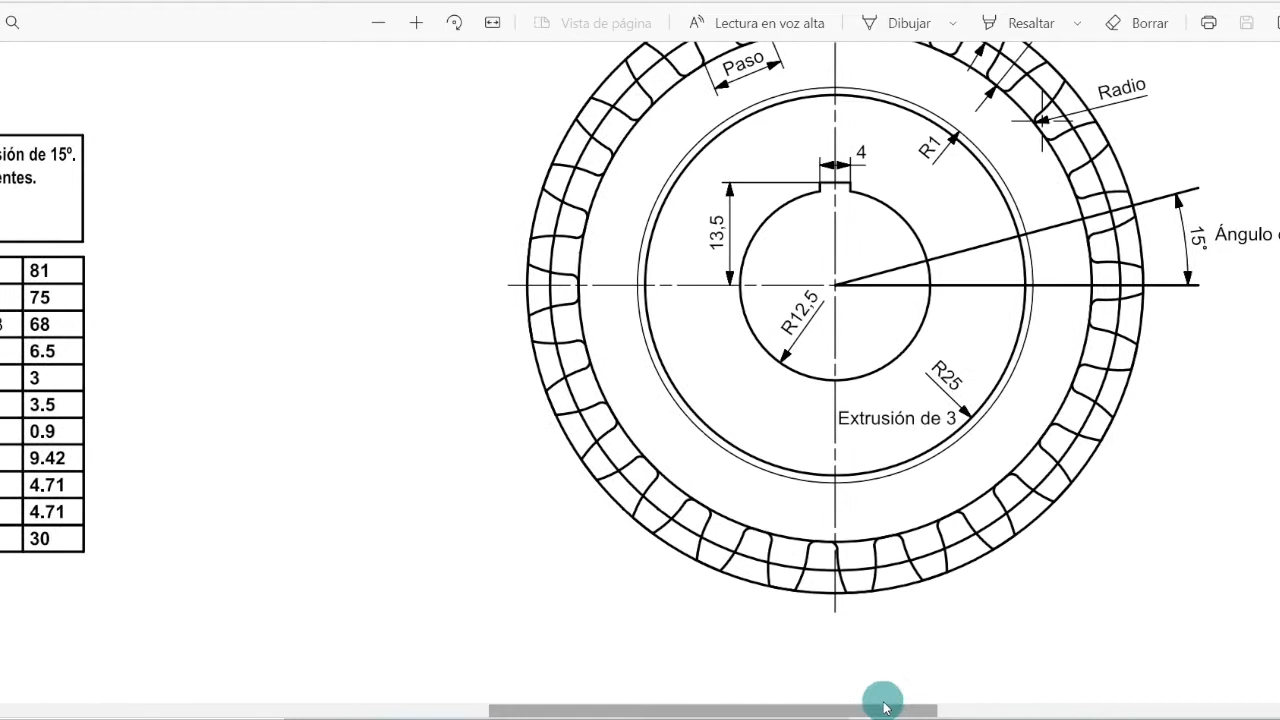 Vista de página
Lectura en voz alta
Dibujar
Resaltar
Borrar
Paso
Radio
R1
4
13,5
15°
Ángulo
R12,5
R25
Extrusión de 3
sión de 15º.
entes.
81
75
68
6.5
3
3.5
0.9
9.42
4.71
4.71
30